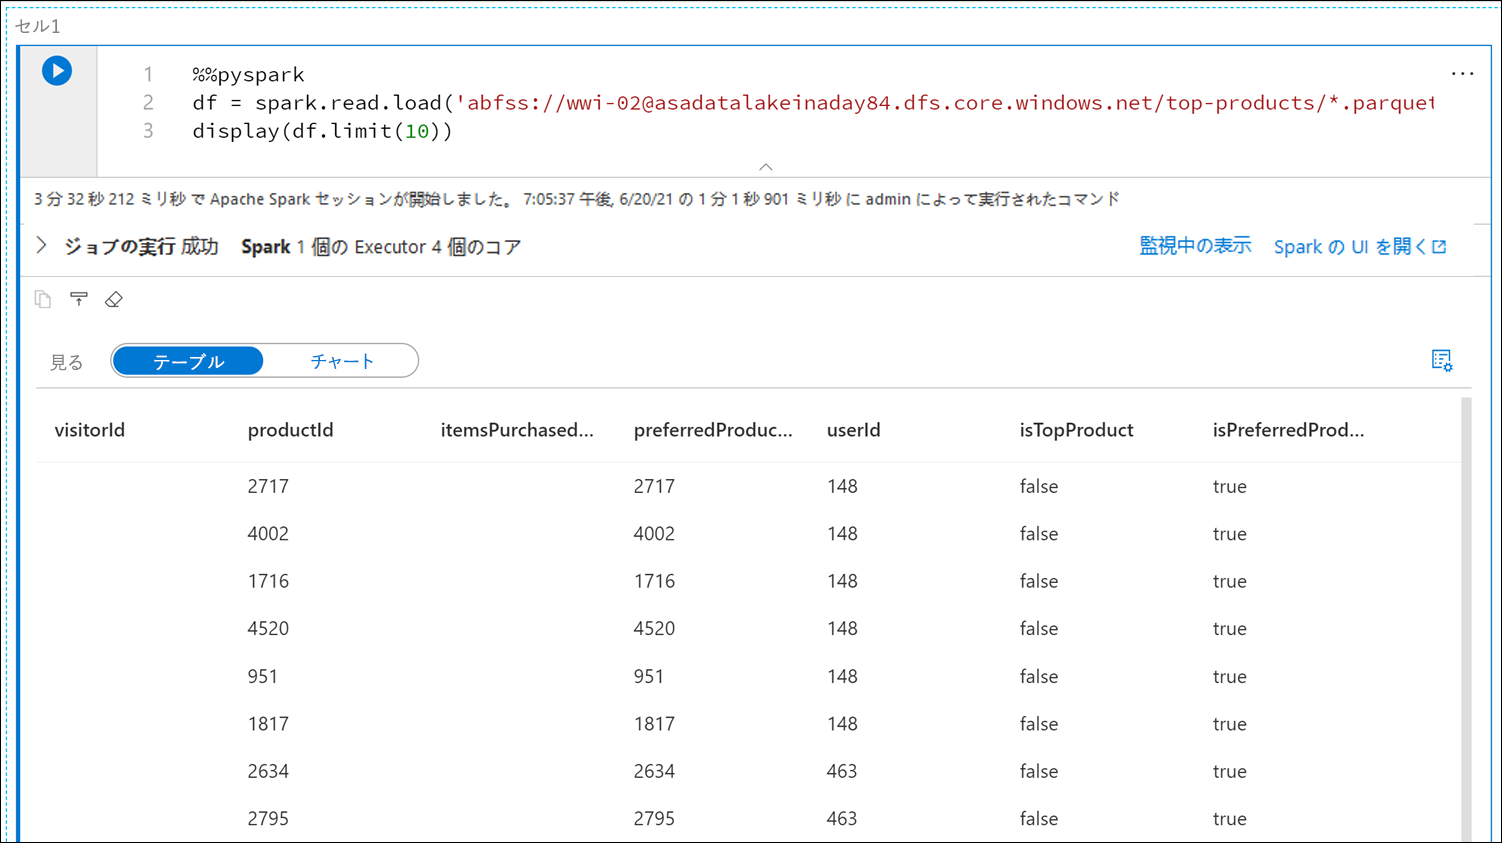 セル1
1 %%pyspark
2 df = spark.read.load('abfss://wwi-02@asadatalakeinaday84.dfs.core.windows.net/top-products/*.parquet
3 display(df.limit(10))
3 分 32 秒 212 ミリ秒 で Apache Spark セッションが開始しました。 7:05:37 午後, 6/20/21 の 1 分 1 秒 901 ミリ秒 に admin によって実行されたコマンド
ジョブの実行 成功 Spark 1 個の Executor 4 個のコア 監視中の表示 Spark の UI を開く
見る テーブル チャート
visitorId productId itemsPurchased... preferredProduc... userId isTopProduct isPreferredProd...
2717 2717 148 false true
4002 4002 148 false true
1716 1716 148 false true
4520 4520 148 false true
951 951 148 false true
1817 1817 148 false true
2634 2634 463 false true
2795 2795 463 false true